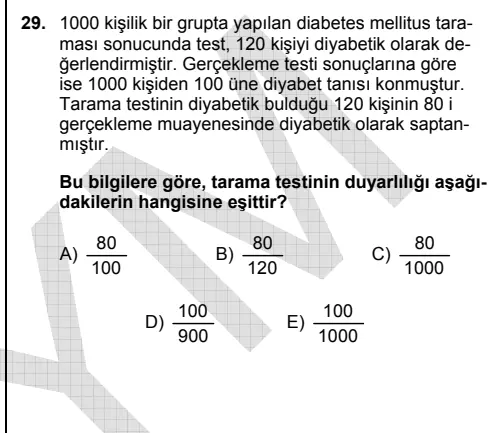 29. 1000 kişilik bir grupta yapılan diabetes mellitus tara-
ması sonucunda test, 120 kişiyi diyabetik olarak de-
ğerlendirmiştir. Gerçekleme testi sonuçlarına göre
ise 1000 kişiden 100 üne diyabet tanısı konmuştur.
Tarama testinin diyabetik bulduğu 120 kişinin 80 i
gerçekleme muayenesinde diyabetik olarak saptan-
mıştır.
Bu bilgilere göre, tarama testinin duyarlılığı aşağı-
dakilerin hangisine eşittir?
A) 80/100 B) 80/120 C) 80/1000
D) 100/900 E) 100/1000